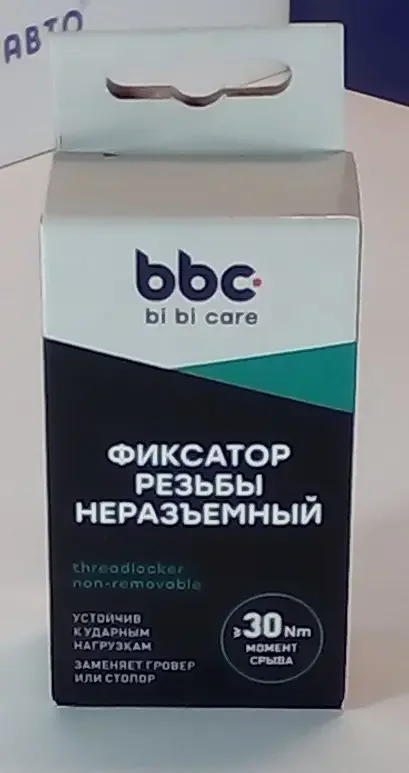 АВТО
bbc
bi bi care
ФИКСАТОР
РЕЗЬБЫ
НЕРАЗЪЕМНЫЙ
threadlocker
non-removable
УСТОЙЧИВ
К УДАРНЫМ
НАГРУЗКАМ
ЗАМЕНЯЕТ ГРОВЕР
ИЛИ СТОПОР
≥30 Nm
МОМЕНТ
СРЫВА